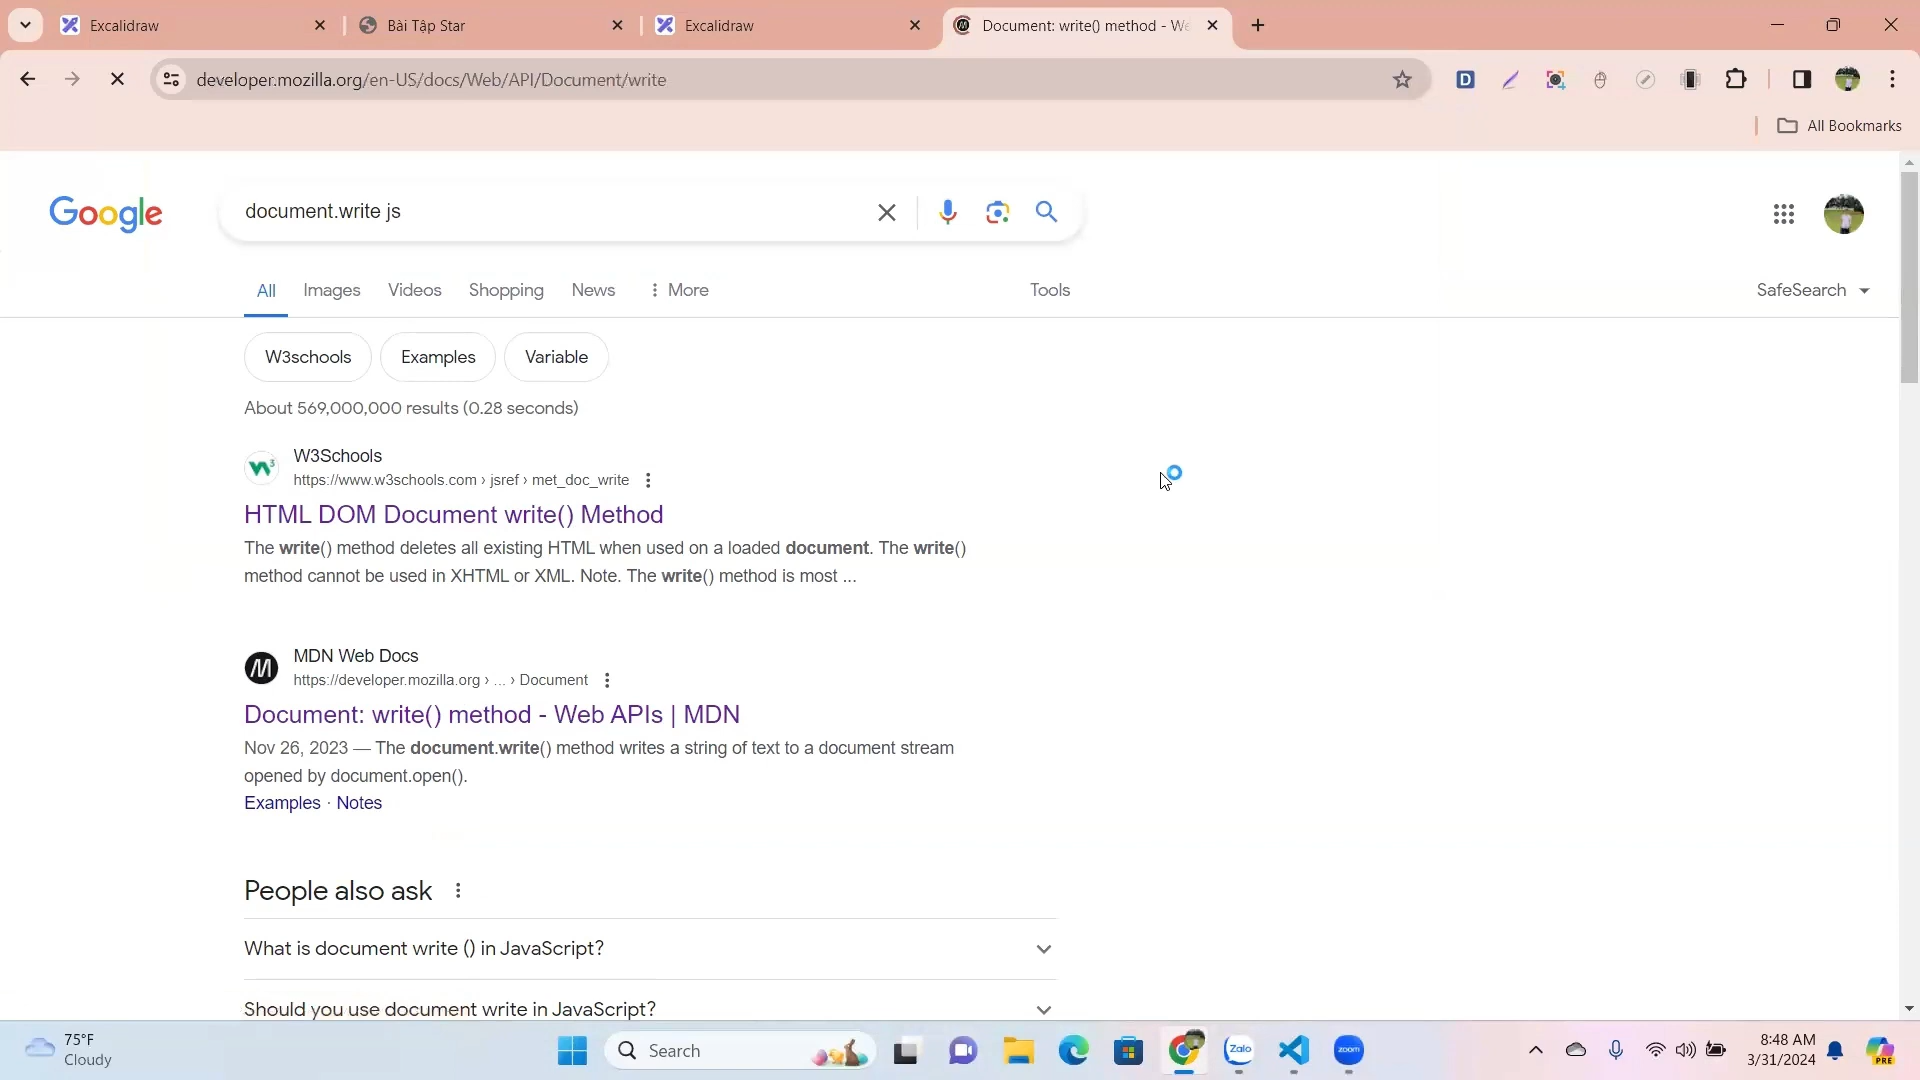 Excalidraw
Bài Tập Star
Excalidraw
Document: write() method - We
developer.mozilla.org/en-US/docs/Web/API/Document/write
All Bookmarks
Google
document.write js
All
Images
Videos
Shopping
News
More
Tools
SafeSearch
W3schools
Examples
Variable
About 569,000,000 results (0.28 seconds)
W3Schools
https://www.w3schools.com › jsref › met_doc_write
HTML DOM Document write() Method
The write() method deletes all existing HTML when used on a loaded document. The write()
method cannot be used in XHTML or XML. Note. The write() method is most ...
MDN Web Docs
https://developer.mozilla.org › ... › Document
Document: write() method - Web APIs | MDN
Nov 26, 2023 — The document.write() method writes a string of text to a document stream
opened by document.open().
Examples · Notes
People also ask
What is document write () in JavaScript?
Should you use document write in JavaScript?
75°F
Cloudy
Search
Zalo
zoom
8:48 AM
3/31/2024
PRE